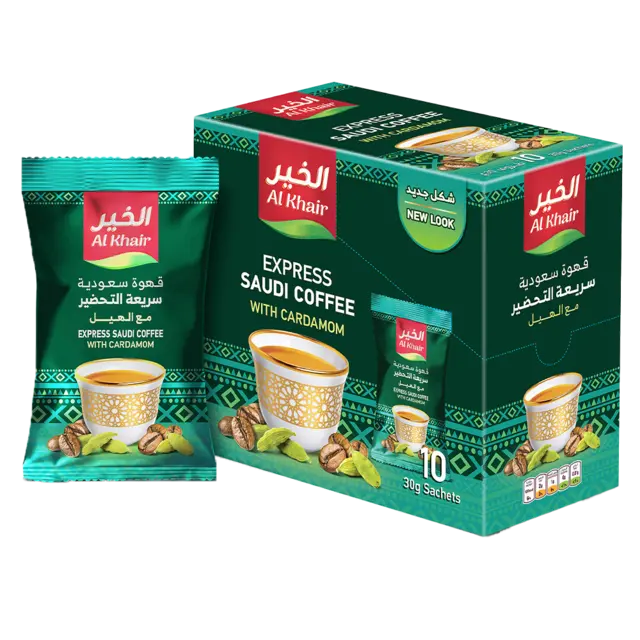 الخير
Al Khair
قهوة سعودية
سريعة التحضير
مع الهيل
EXPRESS SAUDI COFFEE
WITH CARDAMOM
الخير
Al Khair
EXPRESS
SAUDI COFFEE
WITH CARDAMOM
10
الخير
Al Khair
EXPRESS
SAUDI COFFEE
WITH CARDAMOM
شكل جديد
NEW LOOK
الخير
Al Khair
قهوة سعودية
سريعة التحضير
مع الهيل
EXPRESS SAUDI COFFEE
WITH CARDAMOM
10
30g Sachets
الخير
Al Khair
قهوة سعودية
سريعة التحضير
مع الهيل